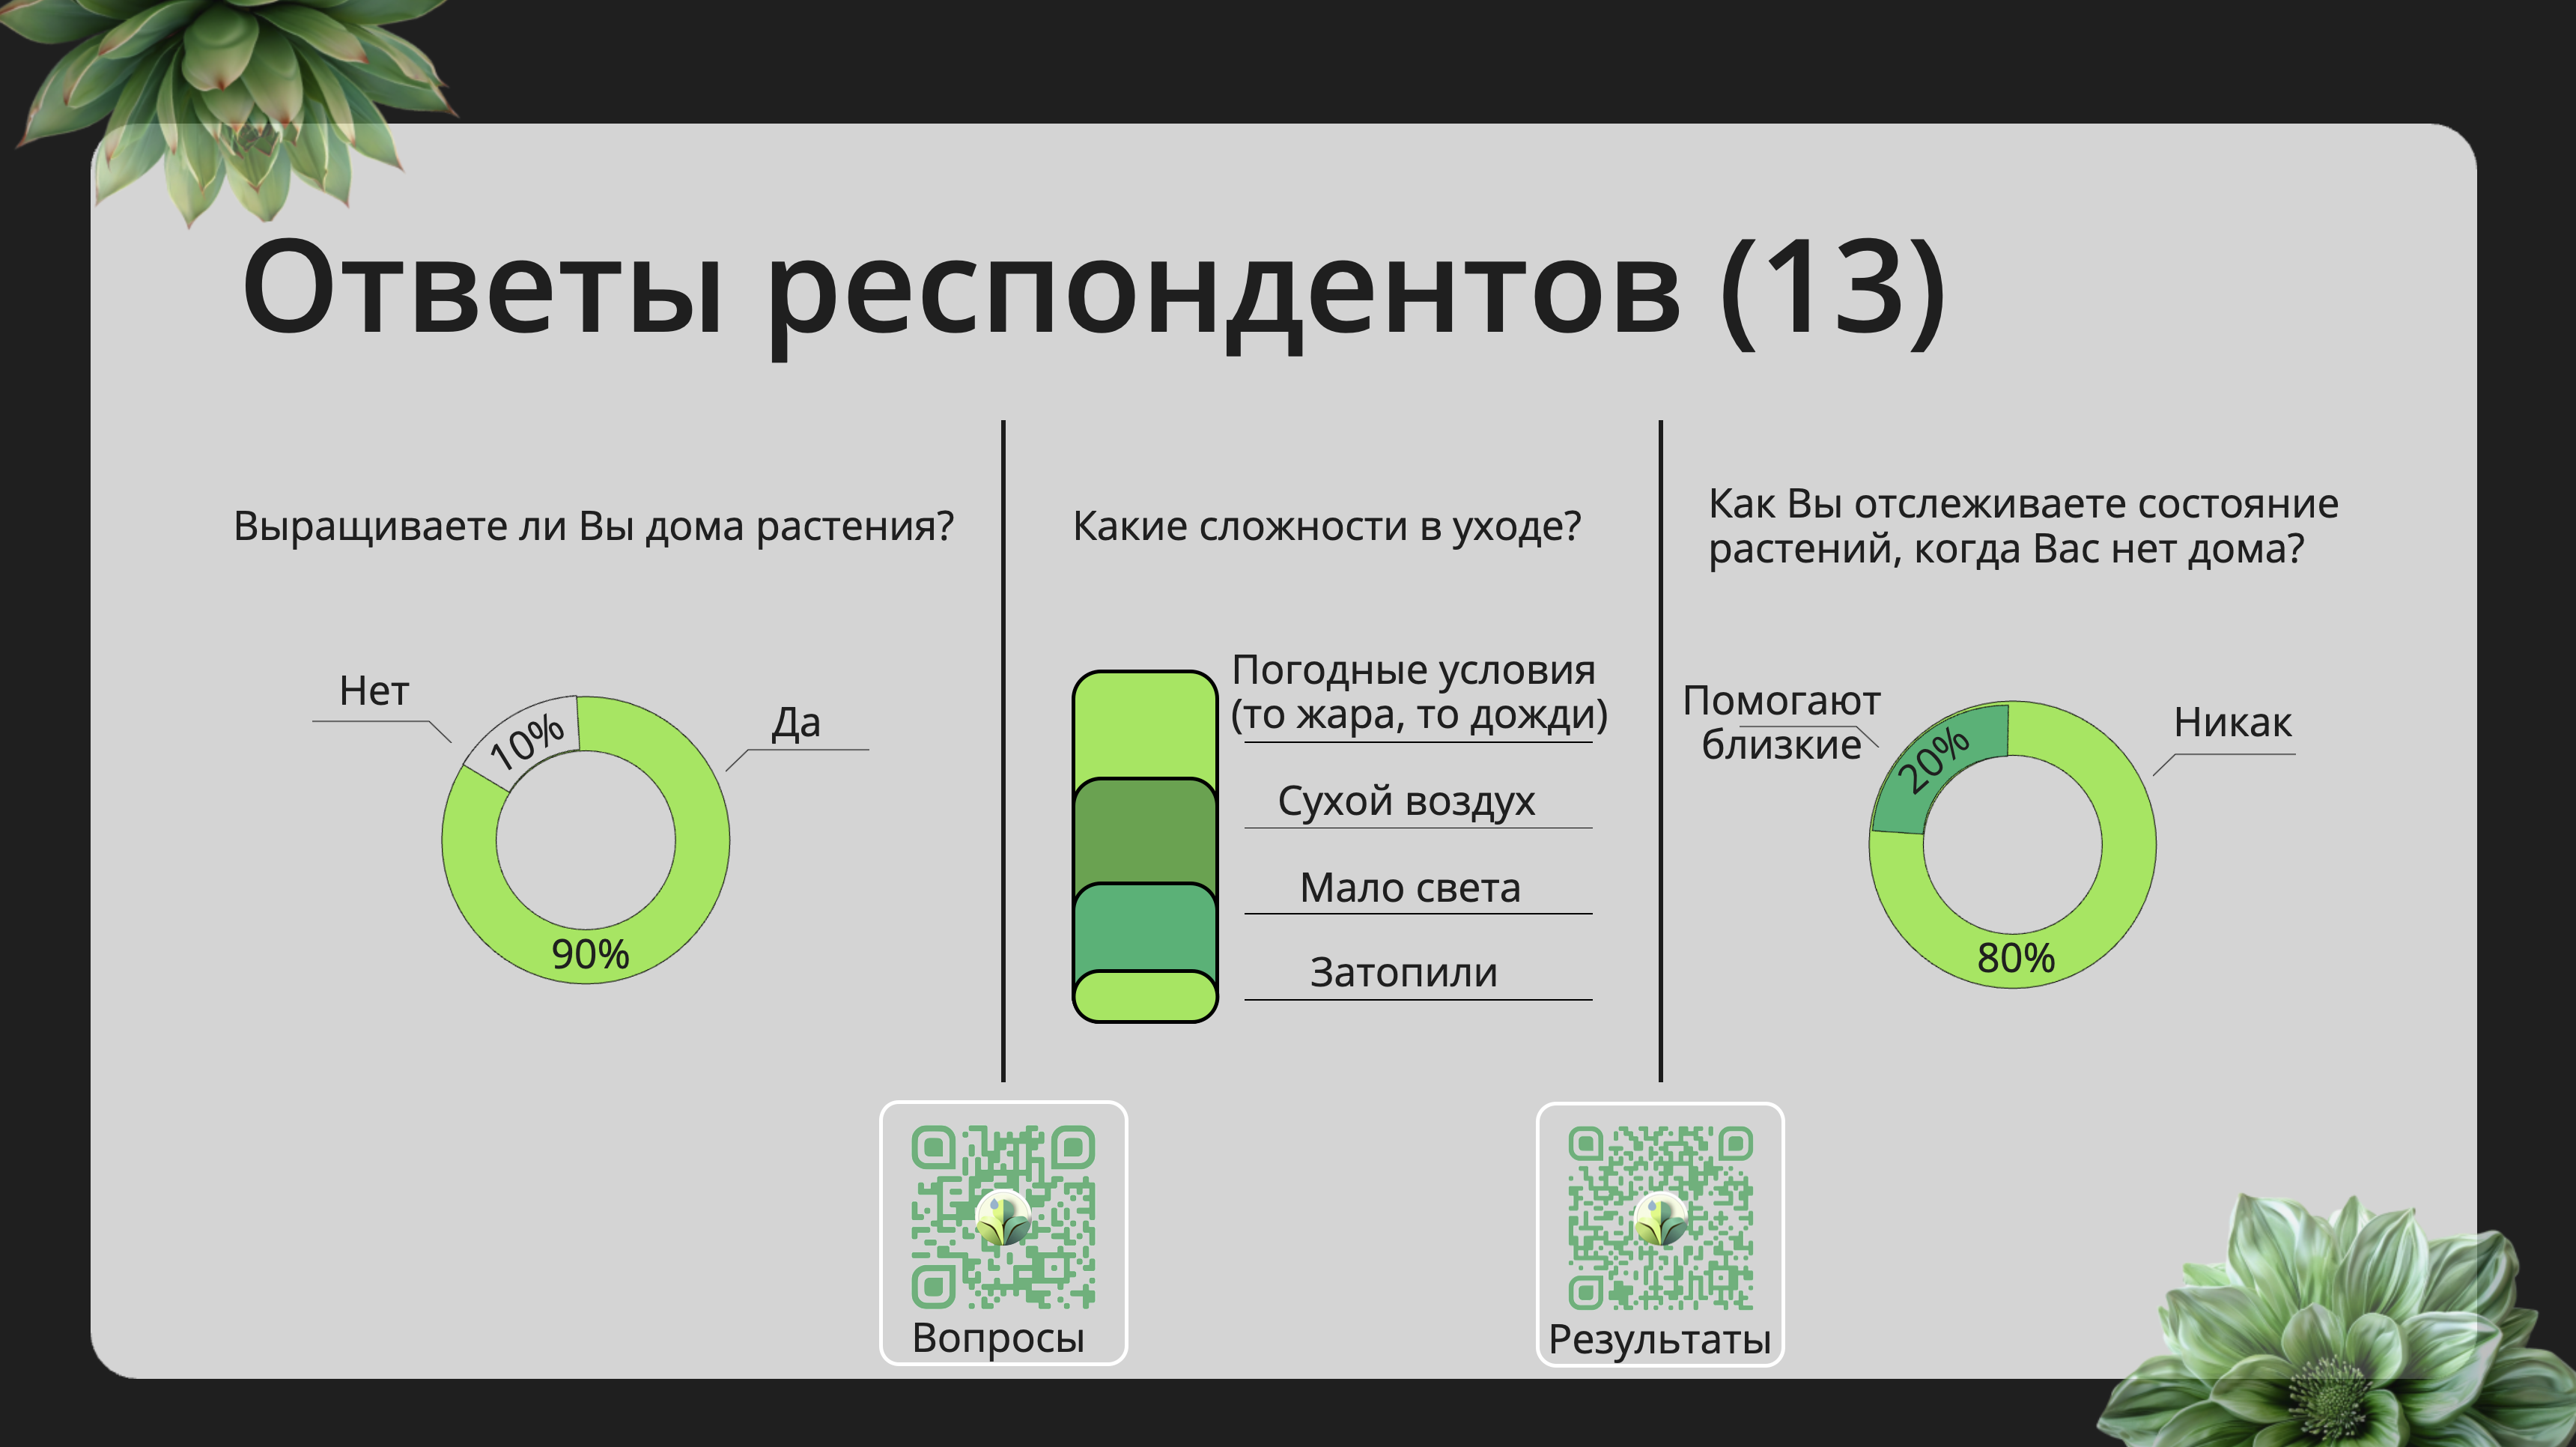 Ответы респондентов (13)
Выращиваете ли Вы дома растения?
Нет
Да
10%
90%
Какие сложности в уходе?
Погодные условия
(то жара, то дожди)
Сухой воздух
Мало света
Затопили
Как Вы отслеживаете состояние
растений, когда Вас нет дома?
Помогают
близкие
Никак
20%
80%
Вопросы
Результаты